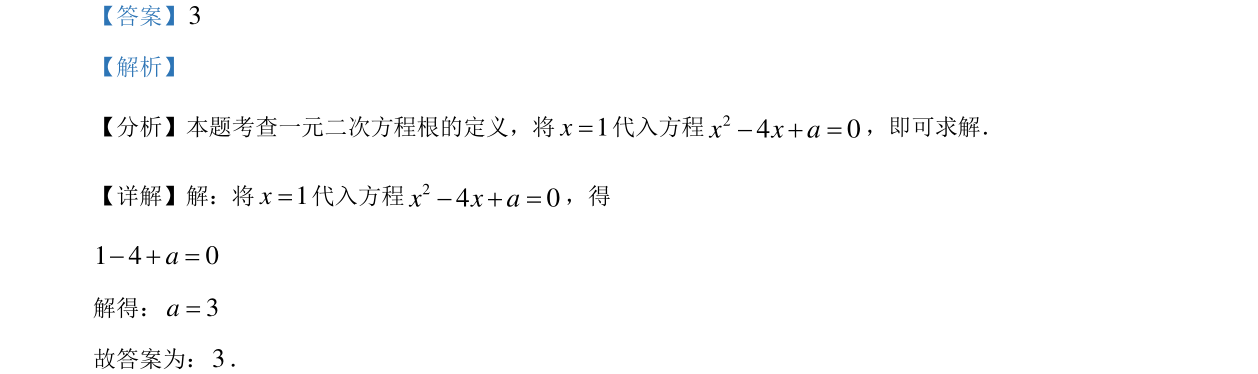 【答案】3
【解析】
【分析】本题考查一元二次方程根的定义，将 x=1代入方程 x²−4x+a=0，即可求解．
【详解】解：将 x=1代入方程 x²−4x+a=0，得
1−4+a=0
解得：a=3
故答案为：3．